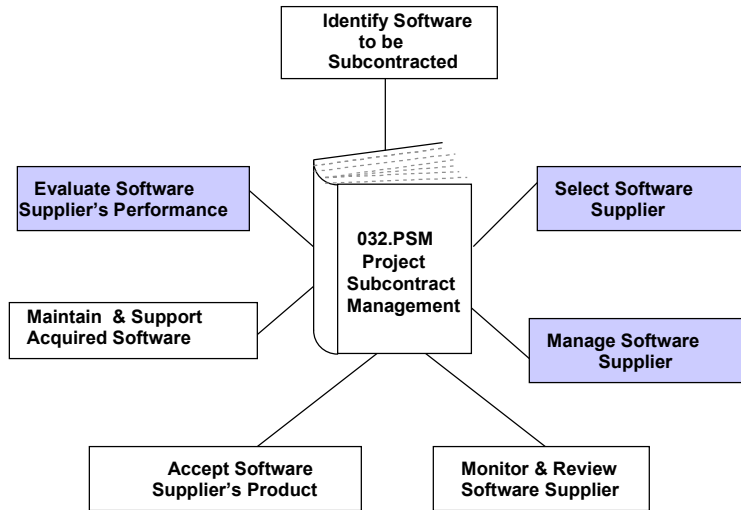 Identify Software
to be
Subcontracted
Evaluate Software
Supplier's Performance
Select Software
Supplier
032.PSM
Project
Subcontract
Management
Maintain & Support
Acquired Software
Manage Software
Supplier
Accept Software
Supplier's Product
Monitor & Review
Software Supplier